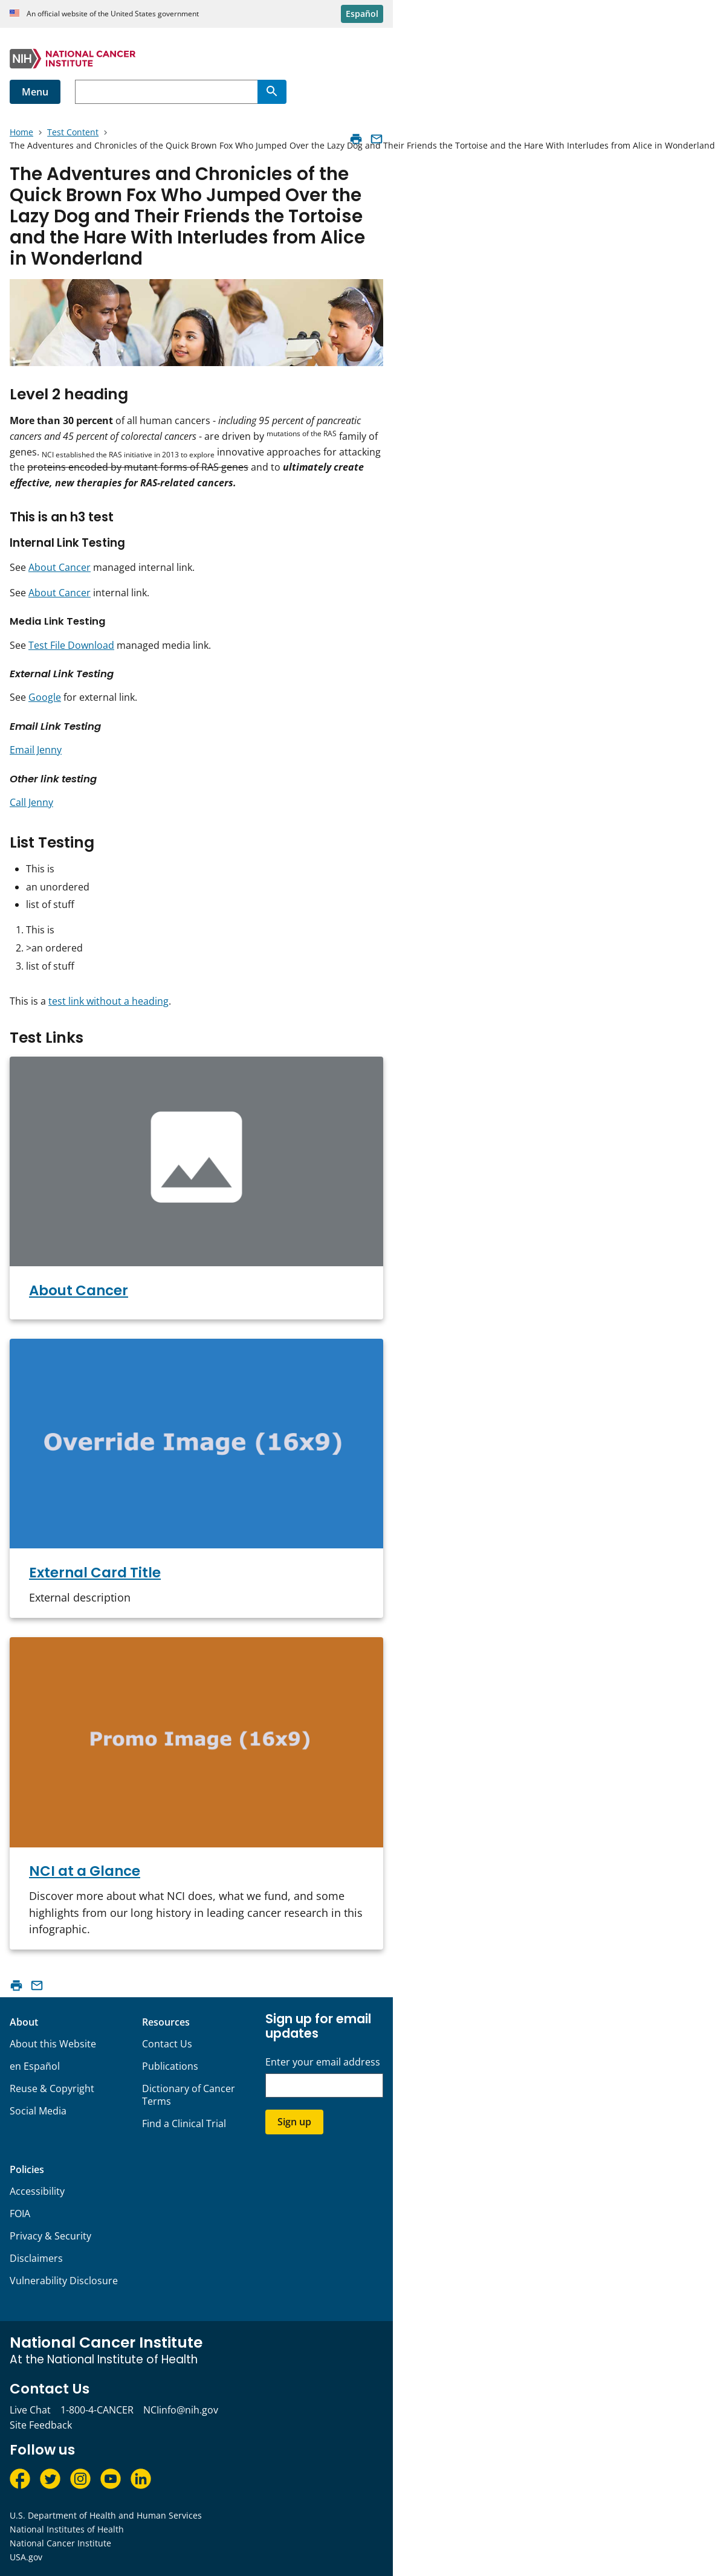 An official website of the United States government
Español
NIH NATIONAL CANCER
INSTITUTE
Menu
Home > Test Content >
The Adventures and Chronicles of the Quick Brown Fox Who Jumped Over the Lazy Dog and Their Friends the Tortoise and the Hare With Interludes from Alice in Wonderland
The Adventures and Chronicles of the
Quick Brown Fox Who Jumped Over the
Lazy Dog and Their Friends the Tortoise
and the Hare With Interludes from Alice
in Wonderland
Level 2 heading
More than 30 percent of all human cancers - including 95 percent of pancreatic
cancers and 45 percent of colorectal cancers - are driven by mutations of the RAS family of
genes. NCI established the RAS initiative in 2013 to explore innovative approaches for attacking
the proteins encoded by mutant forms of RAS genes and to ultimately create
effective, new therapies for RAS-related cancers.
This is an h3 test
Internal Link Testing
See About Cancer managed internal link.
See About Cancer internal link.
Media Link Testing
See Test File Download managed media link.
External Link Testing
See Google for external link.
Email Link Testing
Email Jenny
Other link testing
Call Jenny
List Testing
• This is
• an unordered
• list of stuff
1. This is
2. >an ordered
3. list of stuff
This is a test link without a heading.
Test Links
About Cancer
Override Image (16x9)
External Card Title
External description
Promo Image (16x9)
NCI at a Glance
Discover more about what NCI does, what we fund, and some
highlights from our long history in leading cancer research in this
infographic.
About
About this Website
en Español
Reuse & Copyright
Social Media
Resources
Contact Us
Publications
Dictionary of Cancer
Terms
Find a Clinical Trial
Sign up for email
updates
Enter your email address
Sign up
Policies
Accessibility
FOIA
Privacy & Security
Disclaimers
Vulnerability Disclosure
National Cancer Institute
At the National Institute of Health
Contact Us
Live Chat 1-800-4-CANCER NCIinfo@nih.gov
Site Feedback
Follow us
U.S. Department of Health and Human Services
National Institutes of Health
National Cancer Institute
USA.gov